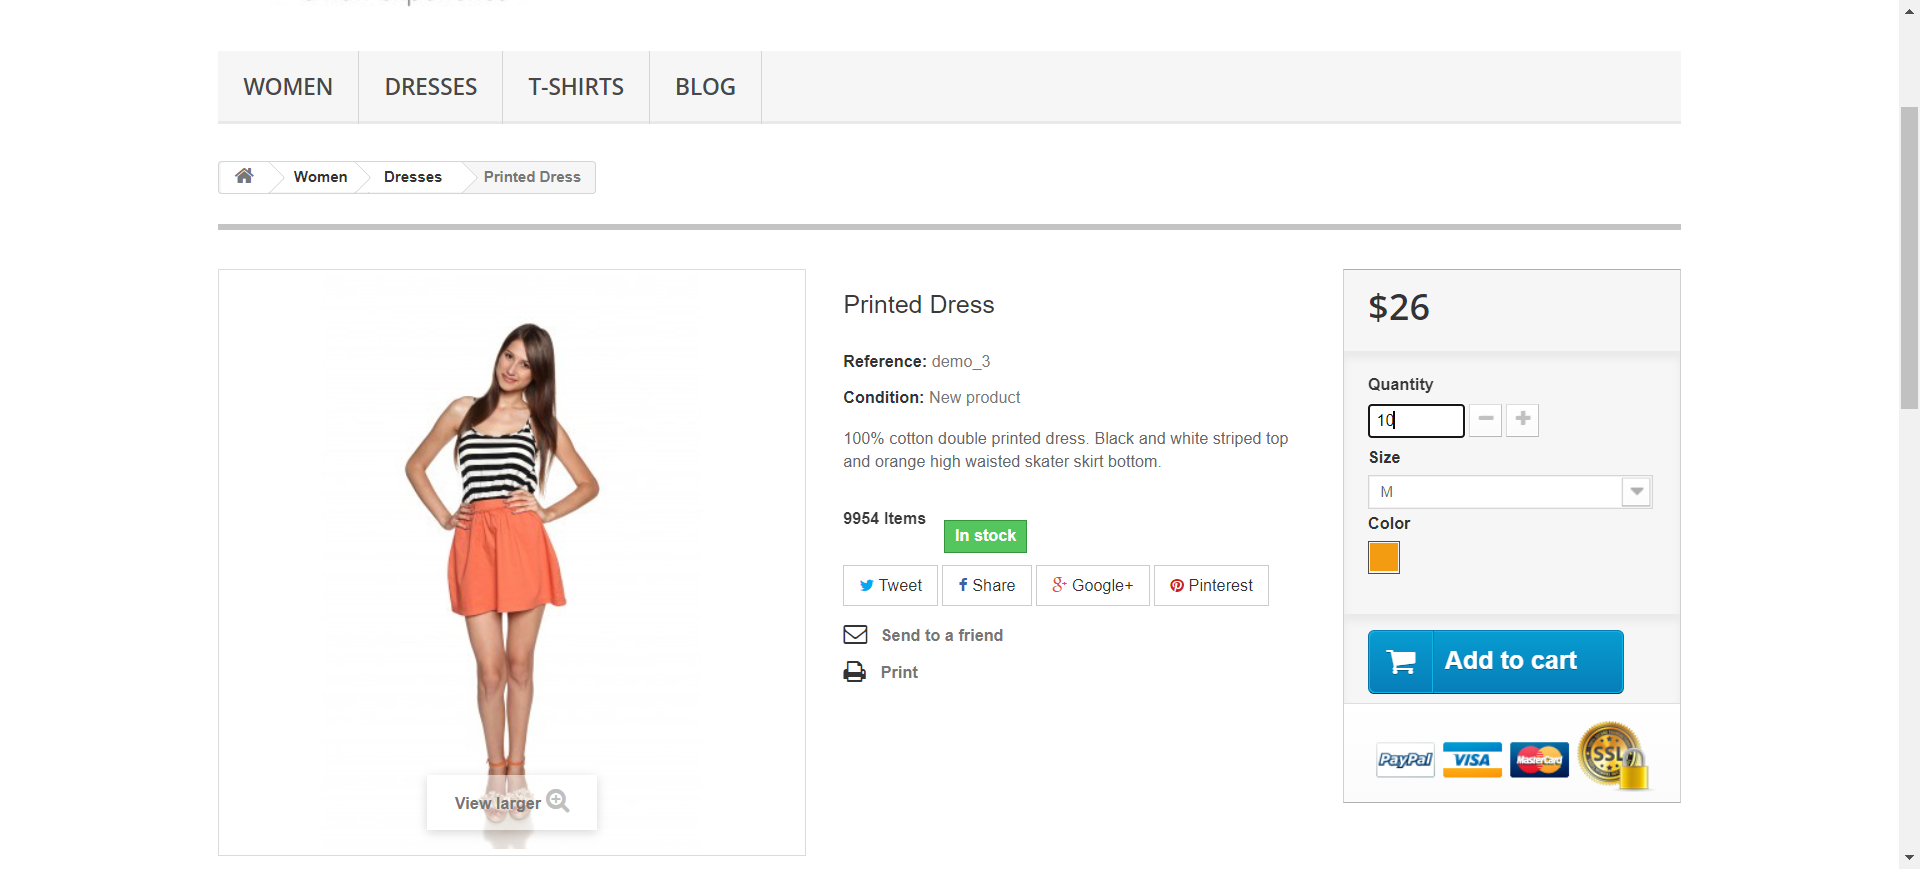 WOMEN DRESSES T-SHIRTS BLOG
Women Dresses Printed Dress
Printed Dress
Reference: demo_3
Condition: New product
100% cotton double printed dress. Black and white striped top
and orange high waisted skater skirt bottom.
9954 Items
In stock
Tweet Share Google+ Pinterest
Send to a friend
Print
View larger
$26
Quantity
10
Size
M
Color
Add to cart
PayPal VISA MasterCard SSL